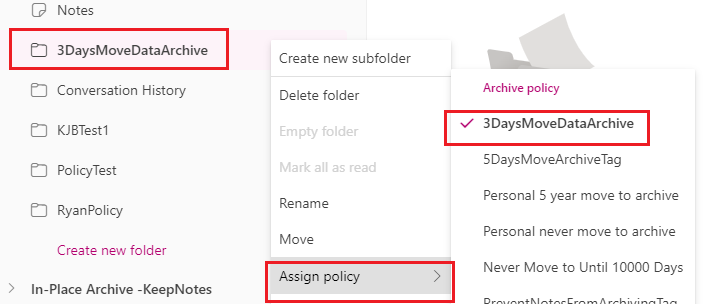 Notes
3DaysMoveDataArchive
Conversation History
KJBTest1
PolicyTest
RyanPolicy
Create new folder
In-Place Archive -KeepNotes
Create new subfolder
Delete folder
Empty folder
Mark all as read
Rename
Move
Assign policy
Archive policy
3DaysMoveDataArchive
5DaysMoveArchiveTag
Personal 5 year move to archive
Personal never move to archive
Never Move to Until 10000 Days
PreventNotesFromArchivingTag